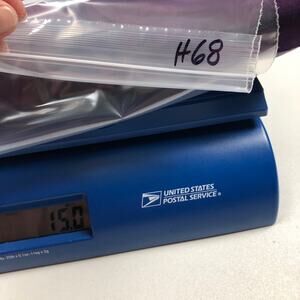 H68
UNITED STATES
POSTAL SERVICE®
15.0